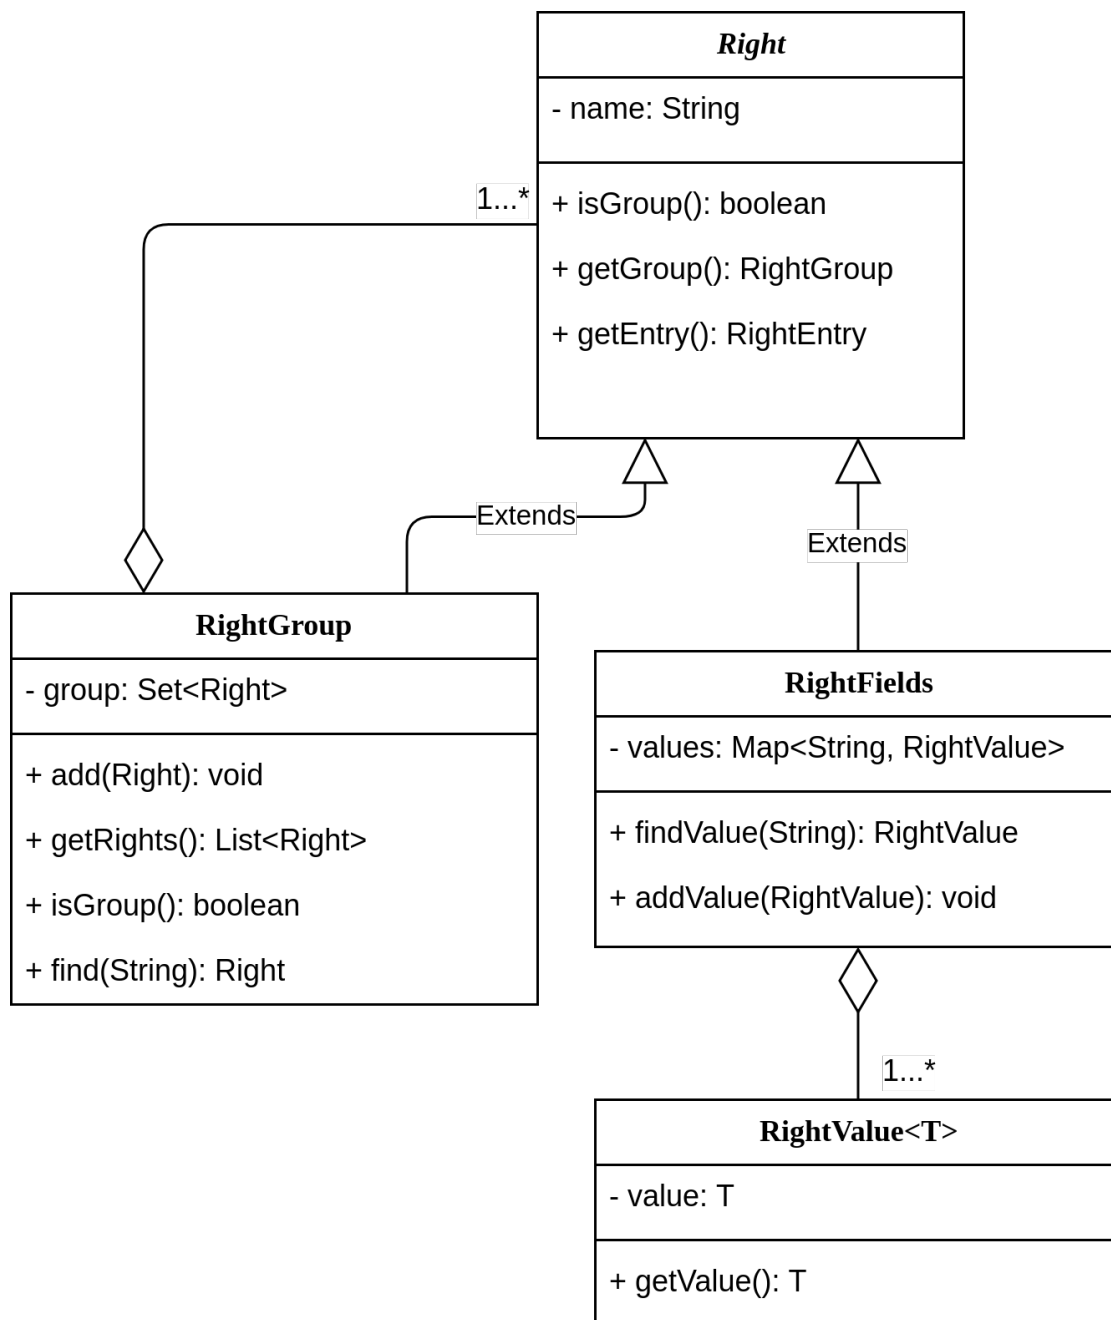 Right
- name: String
1...*
+ isGroup(): boolean
+ getGroup(): RightGroup
+ getEntry(): RightEntry
Extends
Extends
RightGroup
- group: Set<Right>
+ add(Right): void
+ getRights(): List<Right>
+ isGroup(): boolean
+ find(String): Right
RightFields
- values: Map<String, RightValue>
+ findValue(String): RightValue
+ addValue(RightValue): void
1...*
RightValue<T>
- value: T
+ getValue(): T